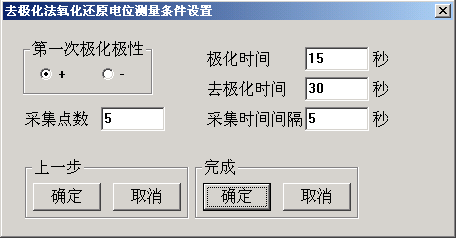 去极化法氧化还原电位测量条件设置
第一次极化极性
+ -
极化时间 15 秒
去极化时间 30 秒
采集点数 5
采集时间间隔 5 秒
上一步
确定 取消
完成
确定 取消